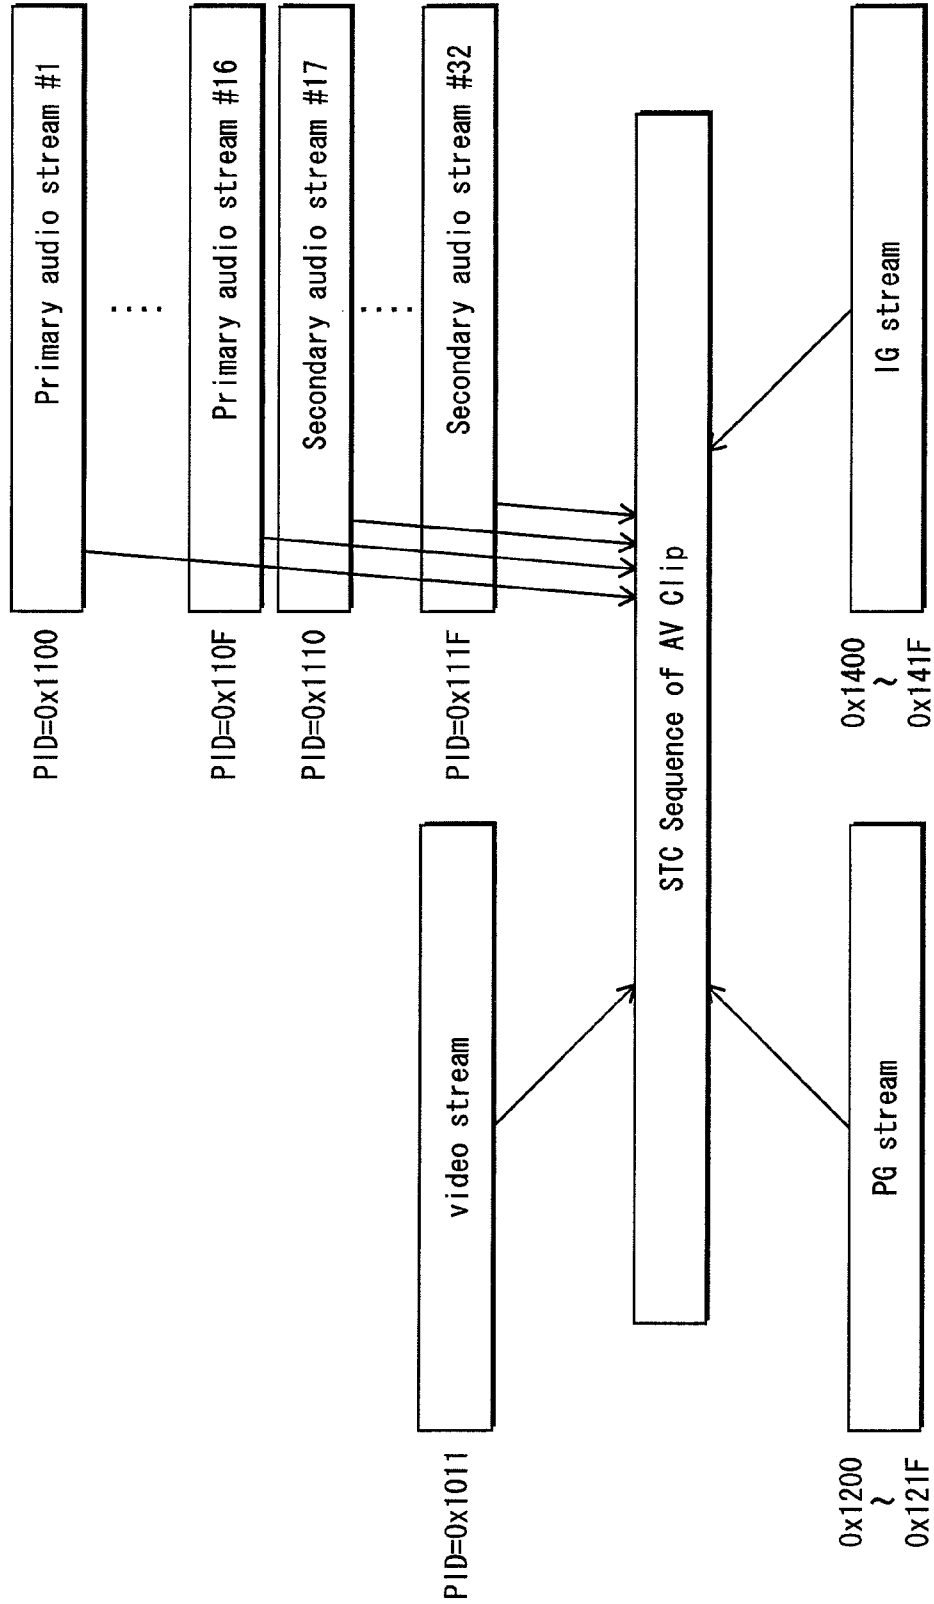 PID=0x1100
Primary audio stream #1
....
PID=0x110F
Primary audio stream #16
PID=0x1110
Secondary audio stream #17
....
PID=0x1011
video stream
PID=0x111F
Secondary audio stream #32
STC Sequence of AV Clip
0x1200
~
0x121F
PG stream
0x1400
~
0x141F
IG stream